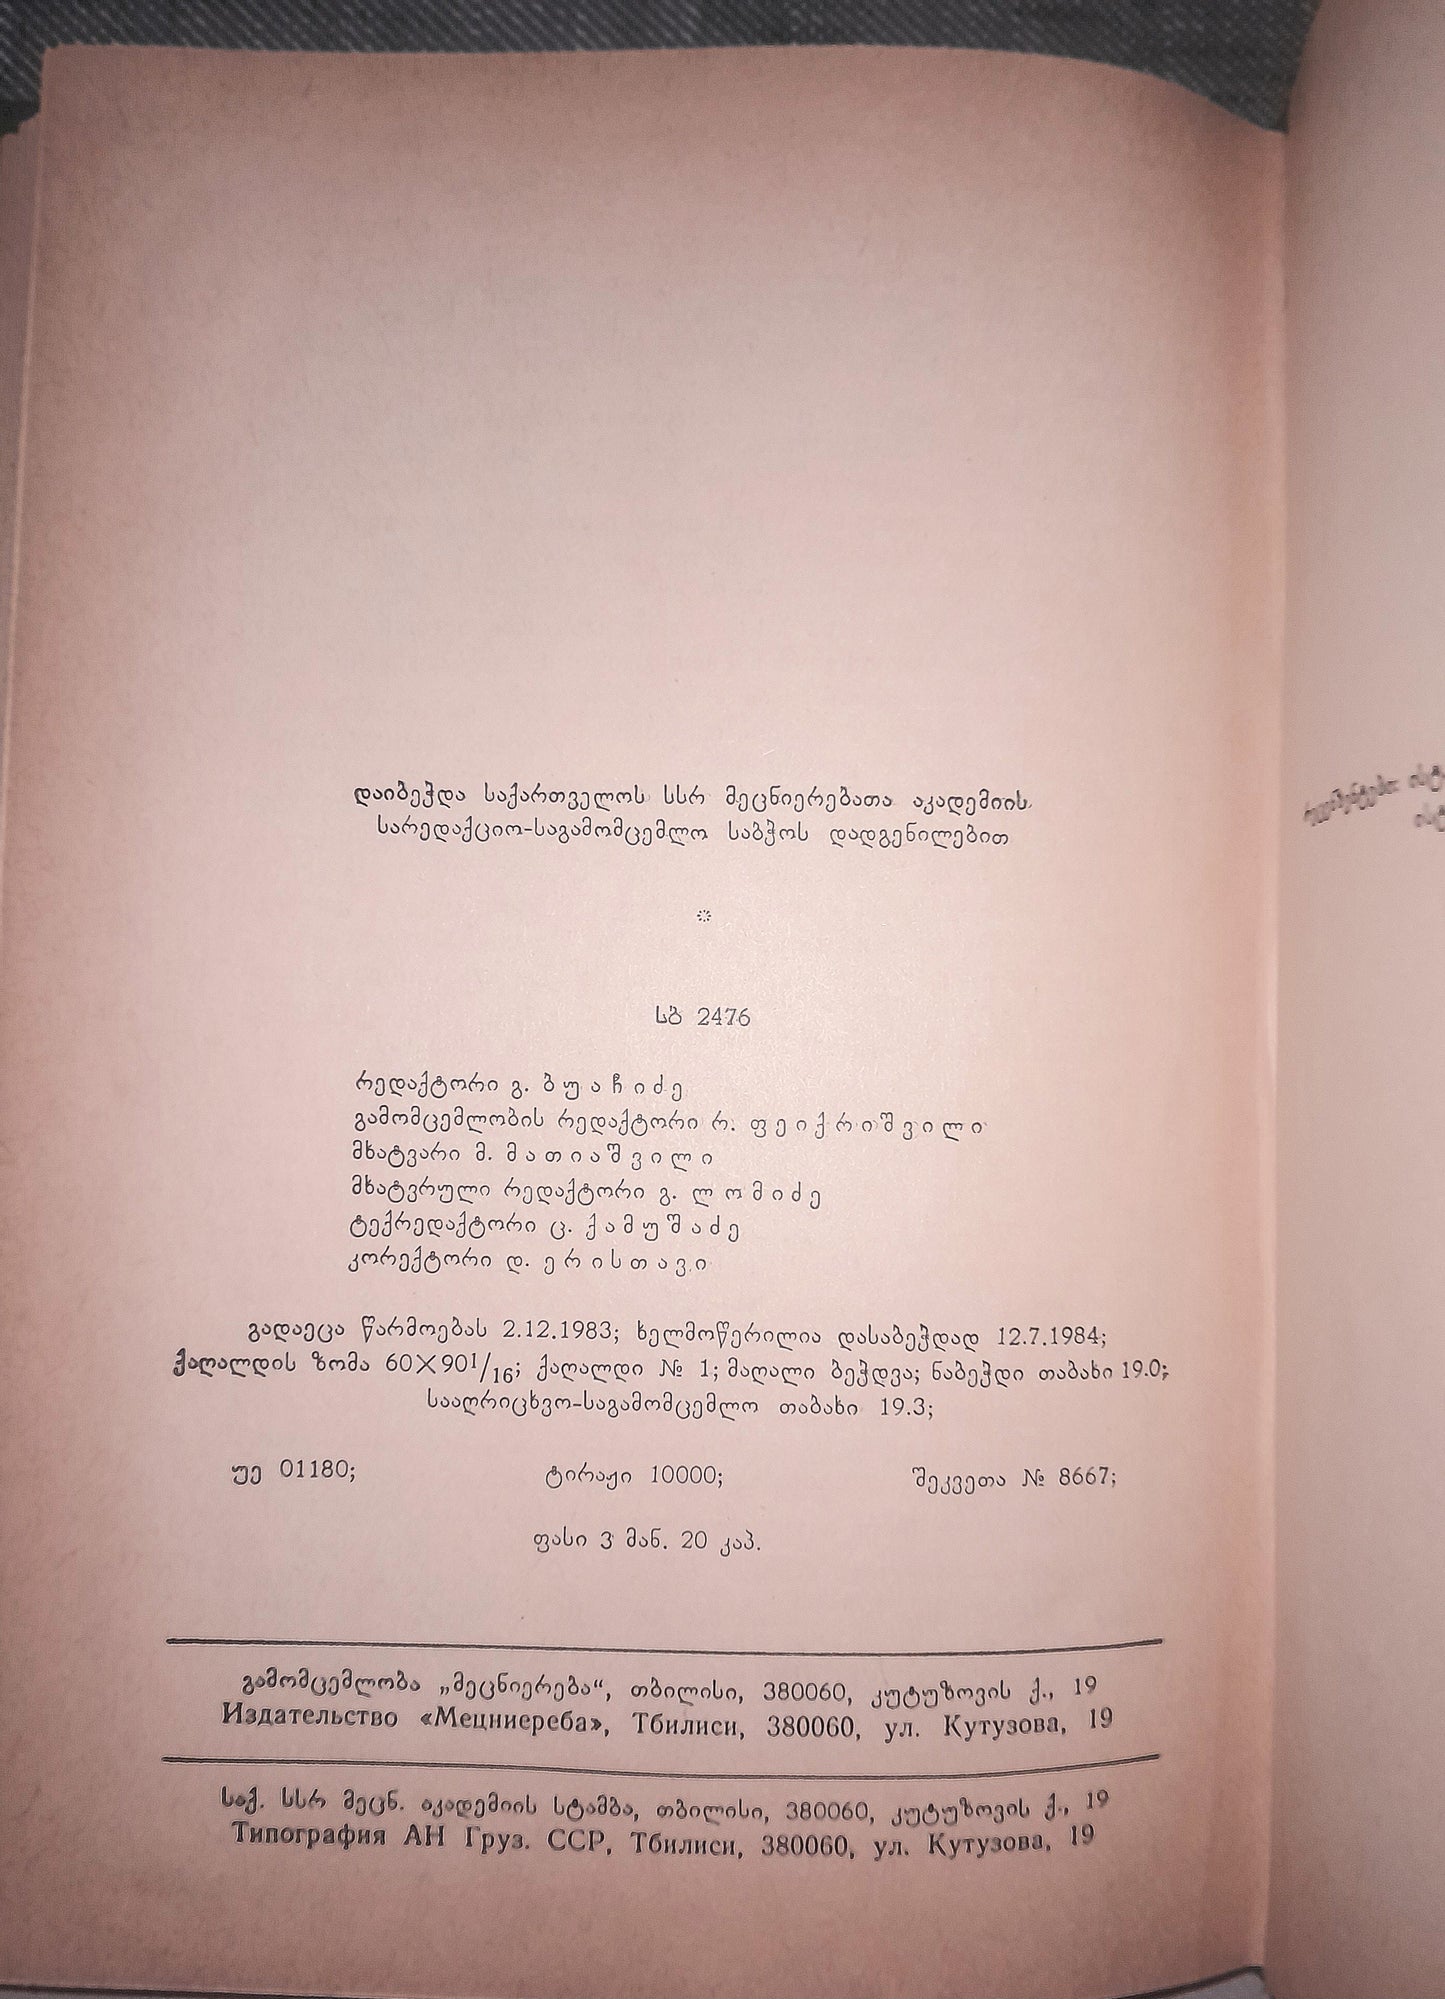 დაიბეჭდა საქართველოს სსრ მეცნიერებათა აკადემიის
სარედაქციო-საგამომცემლო საბჭოს დადგენილებით
სბ 2476
რედაქტორი გ. ბუაჩიძე
გამომცემლობის რედაქტორი რ. ფეიქრიშვილი
მხატვარი მ. მათიაშვილი
მხატვრული რედაქტორი გ. ლომიძე
ტექრედაქტორი ც. ქამუშაძე
კორექტორი დ. ერისთავი
გადაეცა წარმოებას 2.12.1983; ხელმოწერილია დასაბეჭდად 12.7.1984;
ქაღალდის ზომა 60×90¹/₁₆; ქაღალდი № 1; მაღალი ბეჭდვა; ნაბეჭდი თაბახი 19.0;
სააღრიცხვო-საგამომცემლო თაბახი 19.3;
უე 01180; ტირაჟი 10000; შეკვეთა № 8667;
ფასი 3 მან. 20 კაპ.
გამომცემლობა „მეცნიერება“, თბილისი, 380060, კუტუზოვის ქ., 19
Издательство «Мецниереба», Тбилиси, 380060, ул. Кутузова, 19
საქ. სსრ მეცნ. აკადემიის სტამბა, თბილისი, 380060, კუტუზოვის ქ., 19
Типография АН Груз. ССР, Тбилиси, 380060, ул. Кутузова, 19